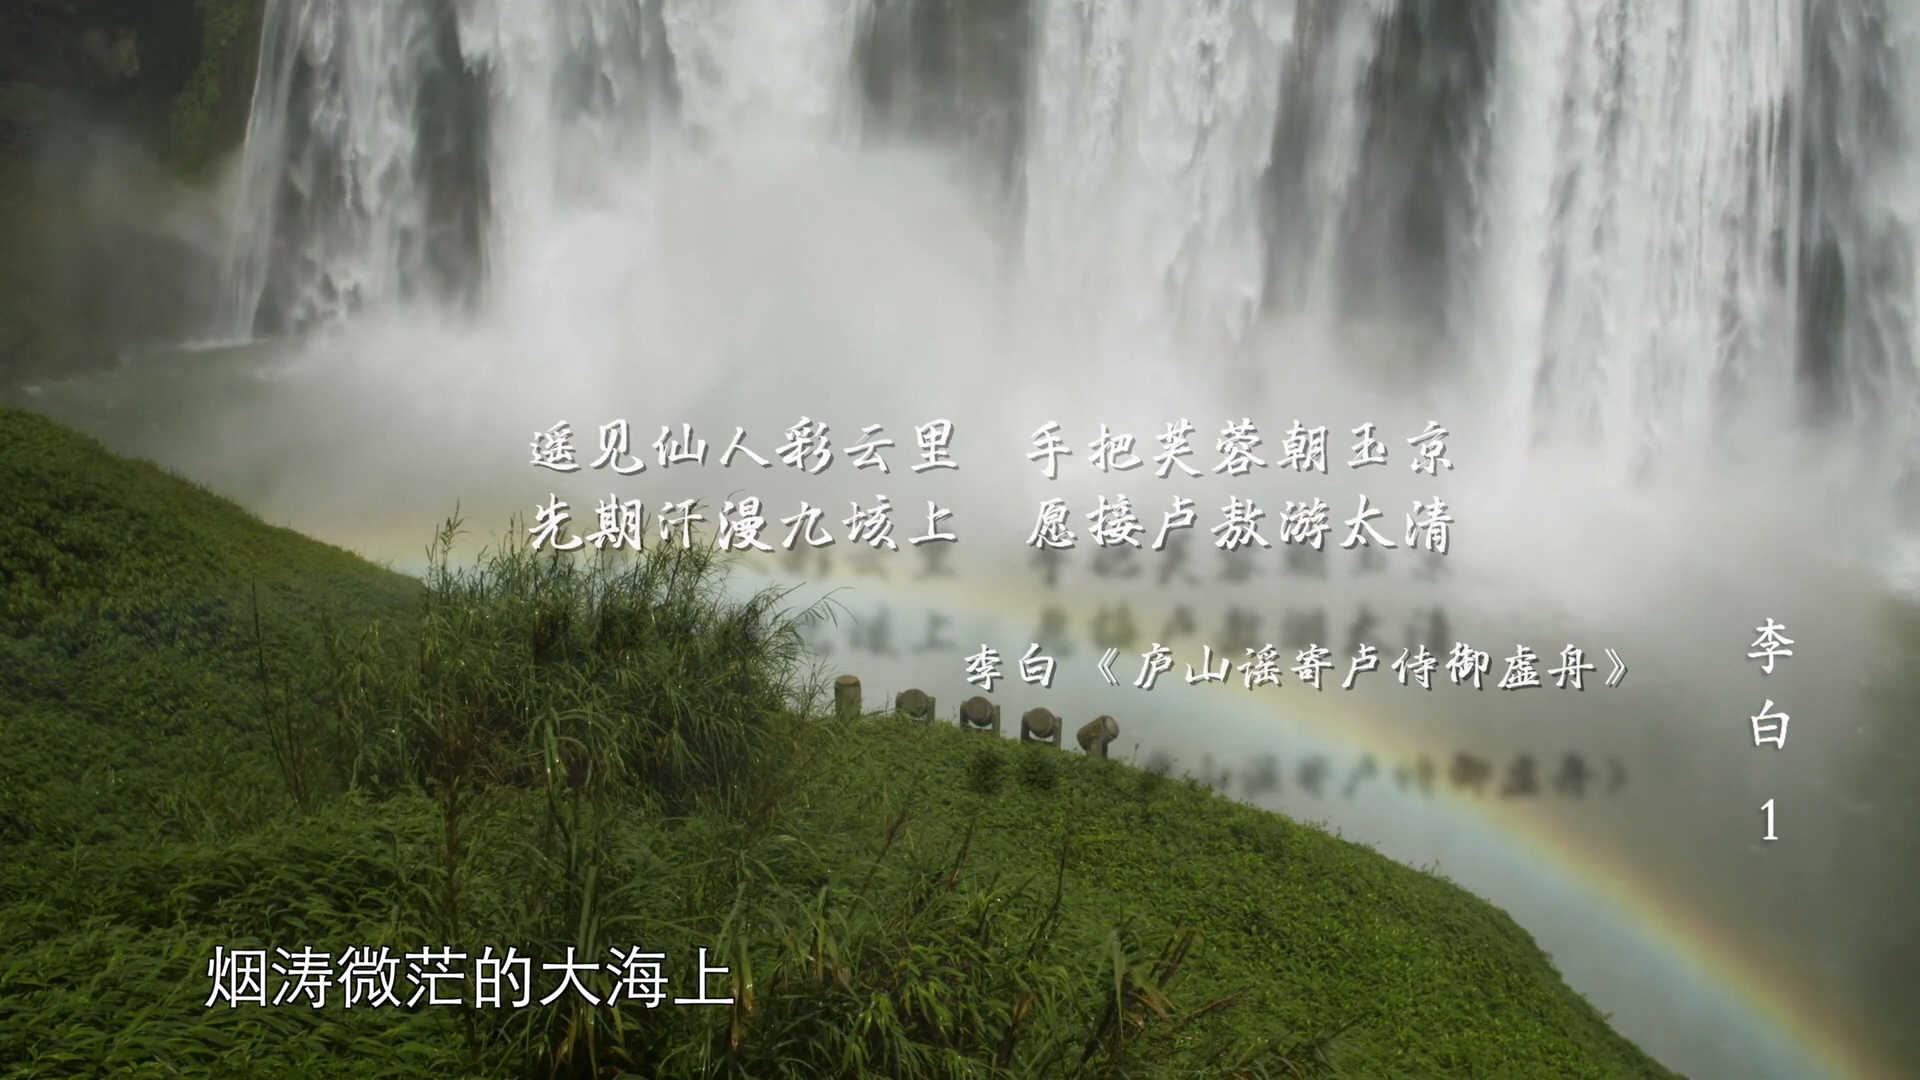 遥见仙人彩云里 手把芙蓉朝玉京
先期汗漫九垓上 愿接卢敖游太清
李白《庐山谣寄卢侍御虚舟》
李白 1
烟涛微茫的大海上